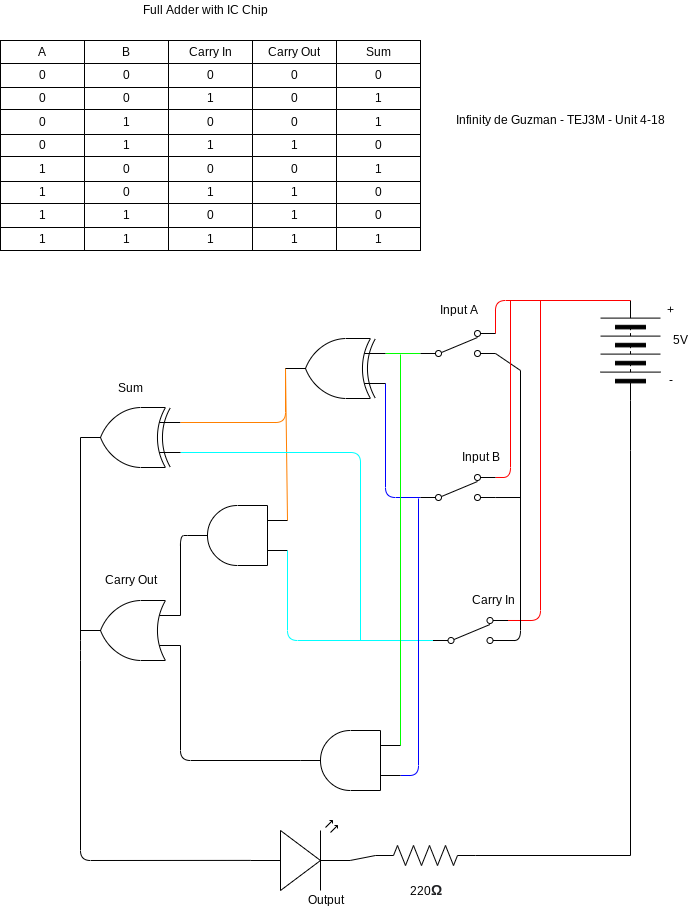 Full Adder with IC Chip
A B Carry In Carry Out Sum
0 0 0 0 0
0 0 1 0 1
0 1 0 0 1
0 1 1 1 0
1 0 0 0 1
1 0 1 1 0
1 1 0 1 0
1 1 1 1 1
Infinity de Guzman - TEJ3M - Unit 4-18
Input A
+
5V
-
Sum
Input B
Carry Out
Carry In
220Ω
Output